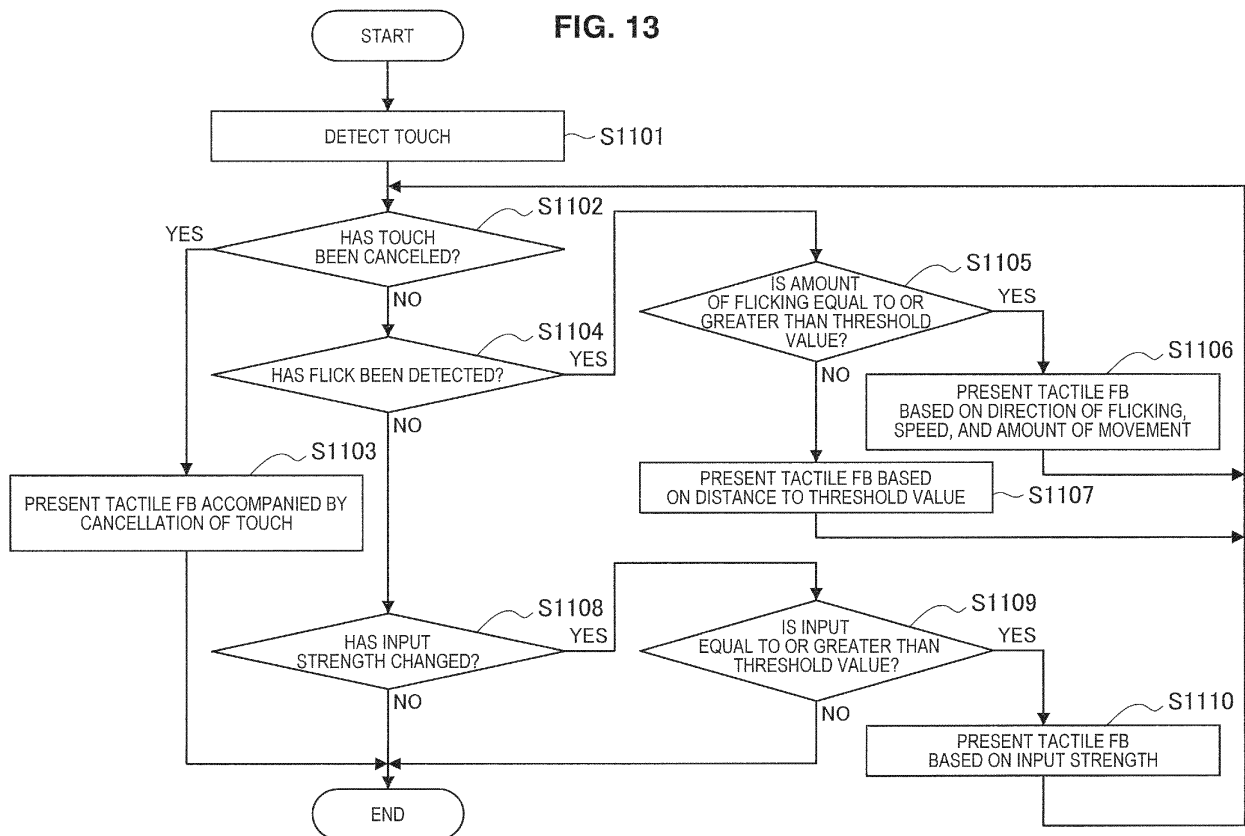 FIG. 13
START
DETECT TOUCH
S1101
S1102
YES
HAS TOUCH
BEEN CANCELED?
NO
S1104
HAS FLICK BEEN DETECTED?
YES
NO
S1105
IS AMOUNT
OF FLICKING EQUAL TO OR
GREATER THAN THRESHOLD
VALUE?
YES
NO
S1106
PRESENT TACTILE FB
BASED ON DIRECTION OF FLICKING,
SPEED, AND AMOUNT OF MOVEMENT
S1103
PRESENT TACTILE FB ACCOMPANIED BY
CANCELLATION OF TOUCH
PRESENT TACTILE FB BASED
ON DISTANCE TO THRESHOLD VALUE
S1107
S1108
HAS INPUT
STRENGTH CHANGED?
YES
NO
S1109
IS INPUT
EQUAL TO OR GREATER THAN
THRESHOLD VALUE?
YES
NO
S1110
PRESENT TACTILE FB
BASED ON INPUT STRENGTH
END